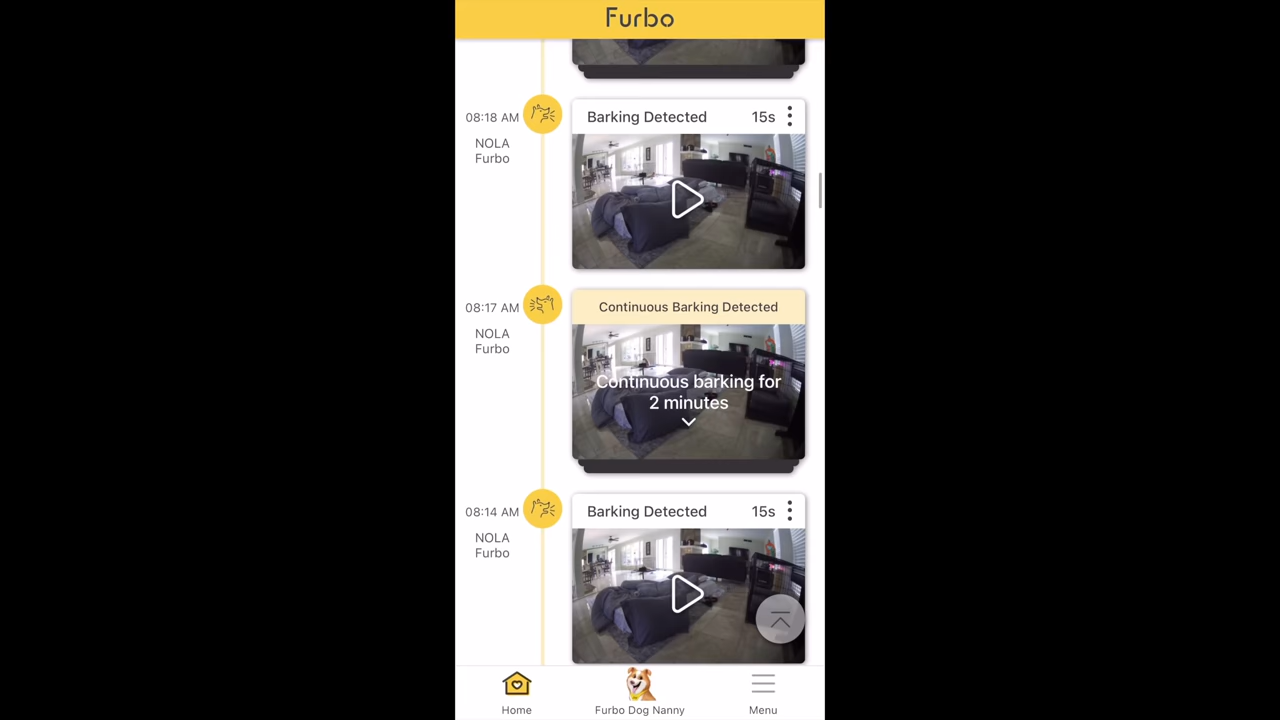 Furbo
08:18 AM
NOLA
Furbo
Barking Detected 15s
08:17 AM
NOLA
Furbo
Continuous Barking Detected
Continuous barking for
2 minutes
08:14 AM
NOLA
Furbo
Barking Detected 15s
Home
Furbo Dog Nanny
Menu